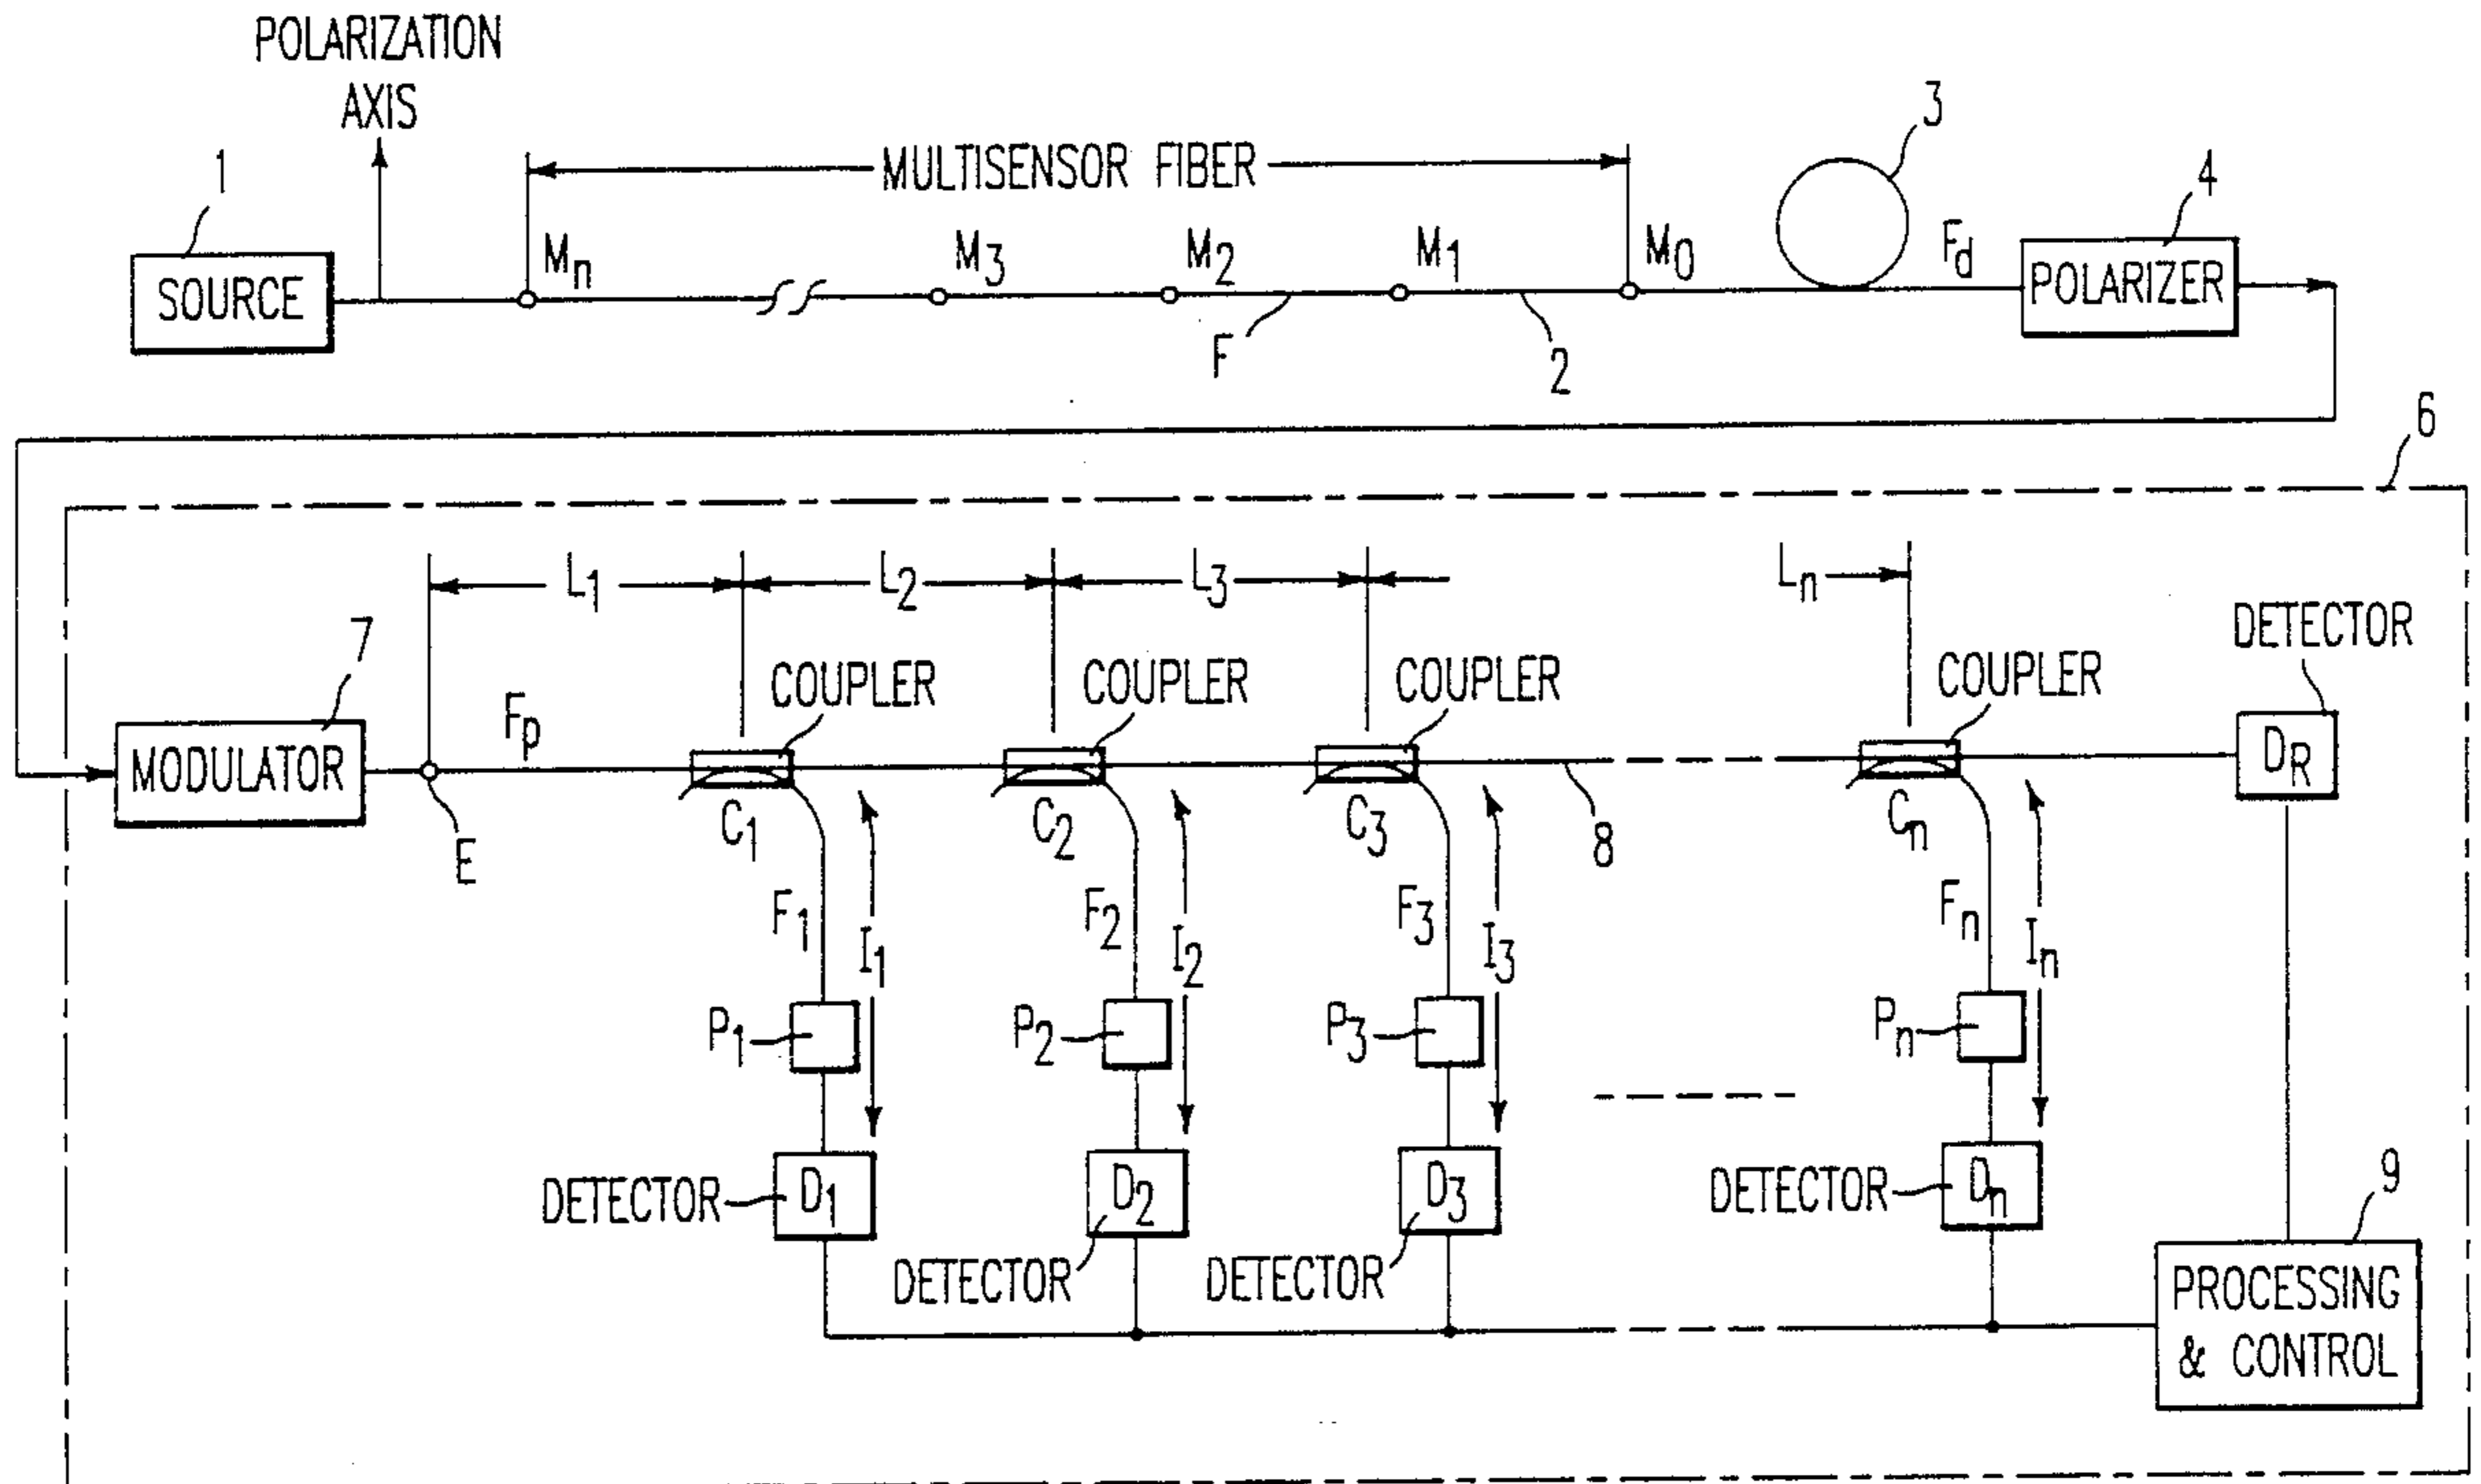 POLARIZATION
AXIS
1
MULTISENSOR FIBER
3
4
SOURCE
Mn
M3
M2
M1
M0
Fd
POLARIZER
F
2
6
L1
L2
L3
Ln
7
DETECTOR
COUPLER
COUPLER
COUPLER
COUPLER
MODULATOR
Fp
DR
E
C1
C2
C3
8
Cn
F1
F2
F3
Fn
I1
I2
I3
In
P1
P2
P3
Pn
DETECTOR
D1
D2
D3
DETECTOR
Dn
9
DETECTOR
DETECTOR
PROCESSING
& CONTROL